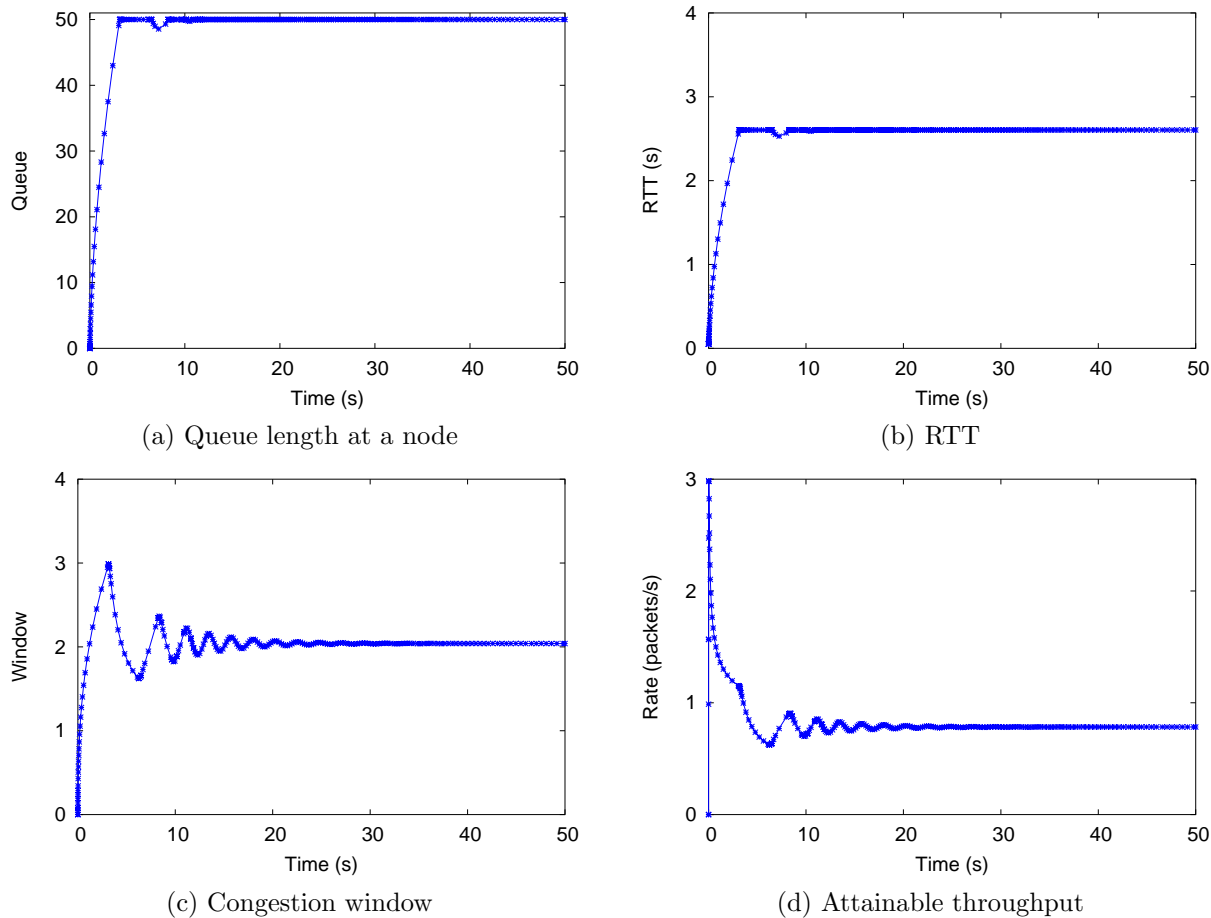 50
40
30
20
10
0
Queue
0 10 20 30 40 50
Time (s)
(a) Queue length at a node
4
3
2
1
0
RTT (s)
0 10 20 30 40 50
Time (s)
(b) RTT
4
3
2
1
0
Window
0 10 20 30 40 50
Time (s)
(c) Congestion window
3
2
1
0
Rate (packets/s)
0 10 20 30 40 50
Time (s)
(d) Attainable throughput